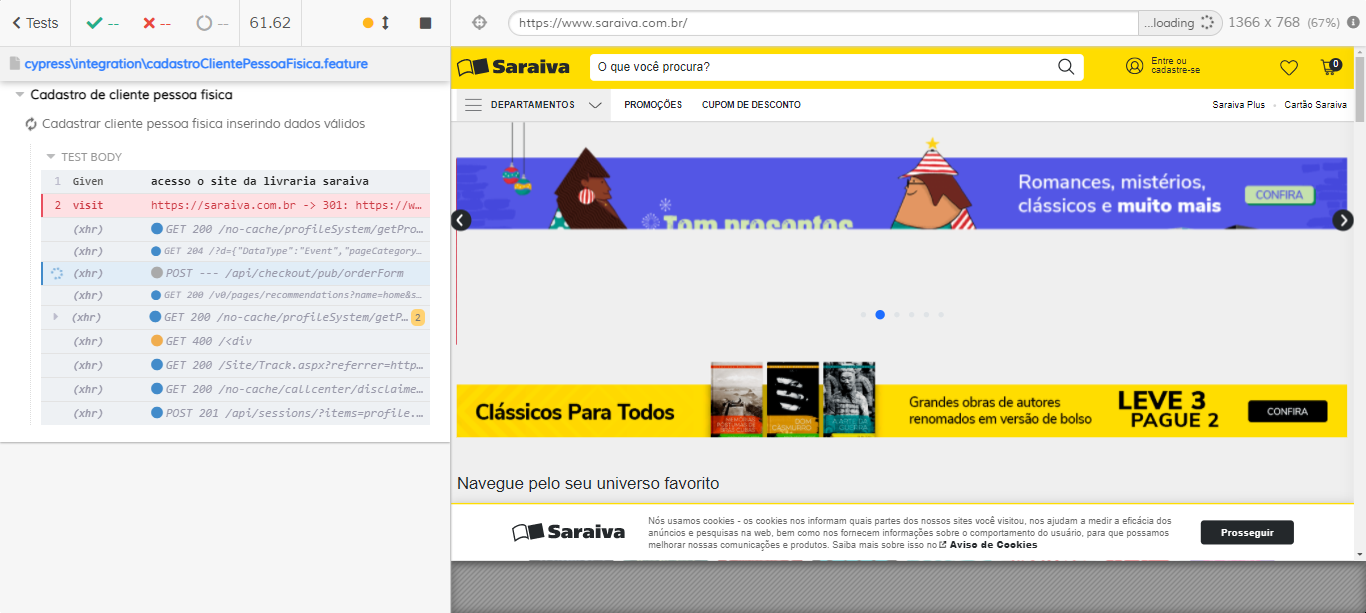 Tests
--
--
--
61.62
https://www.saraiva.com.br/
...loading
1366 x 768 (67%)
cypress\integration\cadastroClientePessoaFisica.feature
Cadastro de cliente pessoa fisica
Cadastrar cliente pessoa fisica inserindo dados válidos
TEST BODY
1 Given acesso o site da livraria saraiva
2 visit https://saraiva.com.br -> 301: https://w…
(xhr) GET 200 /no-cache/profileSystem/getPro…
(xhr) GET 204 /?d={"DataType":"Event","pageCategory…
(xhr) POST --- /api/checkout/pub/orderForm
(xhr) GET 200 /v0/pages/recommendations?name=home&s…
(xhr) GET 200 /no-cache/profileSystem/getP… 2
(xhr) GET 400 /<div
(xhr) GET 200 /Site/Track.aspx?referrer=http…
(xhr) GET 200 /no-cache/callcenter/disclaime…
(xhr) POST 201 /api/sessions/?items=profile.…
Saraiva
O que você procura?
Entre ou
cadastre-se
0
DEPARTAMENTOS
PROMOÇÕES
CUPOM DE DESCONTO
Saraiva Plus
Cartão Saraiva
Tem presentes
Romances, mistérios,
clássicos e muito mais
CONFIRA
Clássicos Para Todos
MEMÓRIAS
PÓSTUMAS DE
BRÁS CUBAS
DOM
CASMURRO
A ARTE DA
GUERRA
Grandes obras de autores
renomados em versão de bolso
LEVE 3
PAGUE 2
CONFIRA
Navegue pelo seu universo favorito
Saraiva
Nós usamos cookies - os cookies nos informam quais partes dos nossos sites você visitou, nos ajudam a medir a eficácia dos
anúncios e pesquisas na web, bem como nos fornecem informações sobre o comportamento do usuário, para que possamos
melhorar nossas comunicações e produtos. Saiba mais sobre isso no Aviso de Cookies
Prosseguir